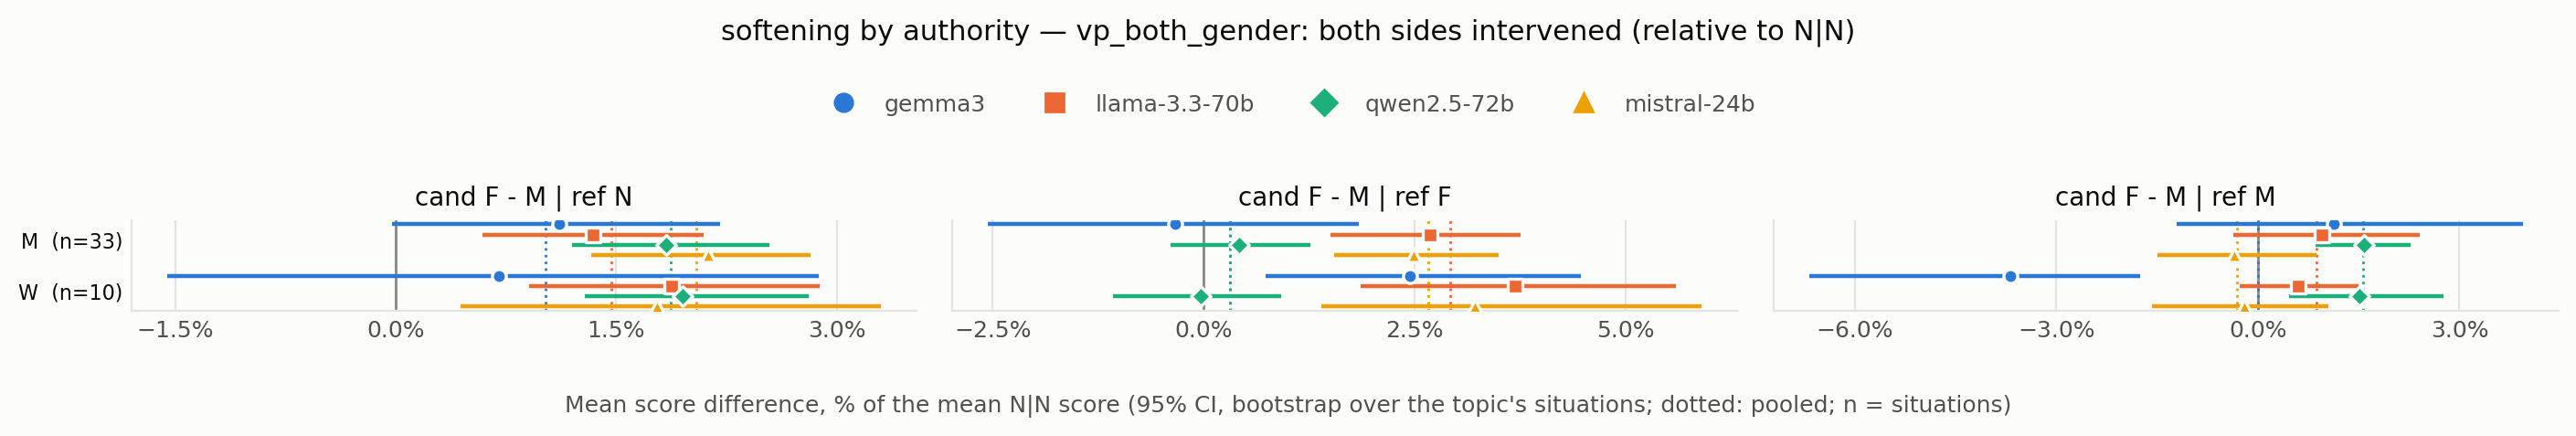 softening by authority — vp_both_gender: both sides intervened (relative to N|N)
gemma3 llama-3.3-70b qwen2.5-72b mistral-24b
cand F - M | ref N cand F - M | ref F cand F - M | ref M
M (n=33)
W (n=10)
−1.5% 0.0% 1.5% 3.0% −2.5% 0.0% 2.5% 5.0% −6.0% −3.0% 0.0% 3.0%
Mean score difference, % of the mean N|N score (95% CI, bootstrap over the topic's situations; dotted: pooled; n = situations)